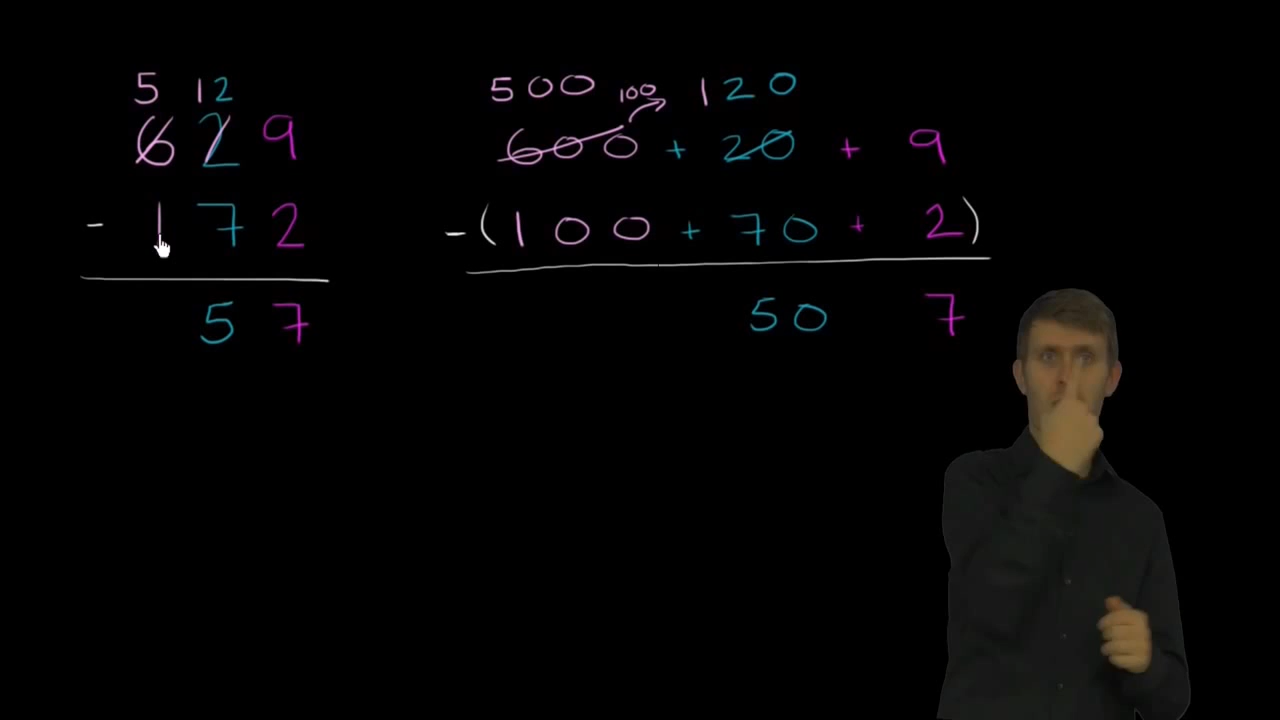 5 12 500 100 120
629 600 + 20 + 9
- 172 -(100 + 70 + 2)
57 50 7